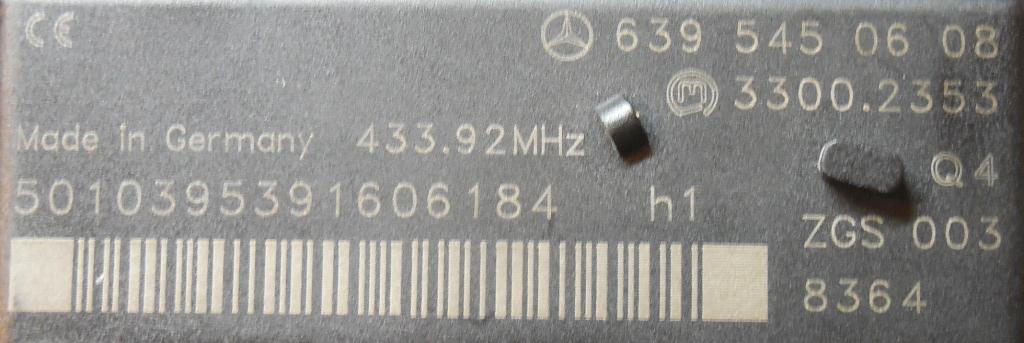 CE 639 545 06 08
3300.2353
Made in Germany 433.92MHz
Q4
5010395391606184 h1
ZGS 003
8364